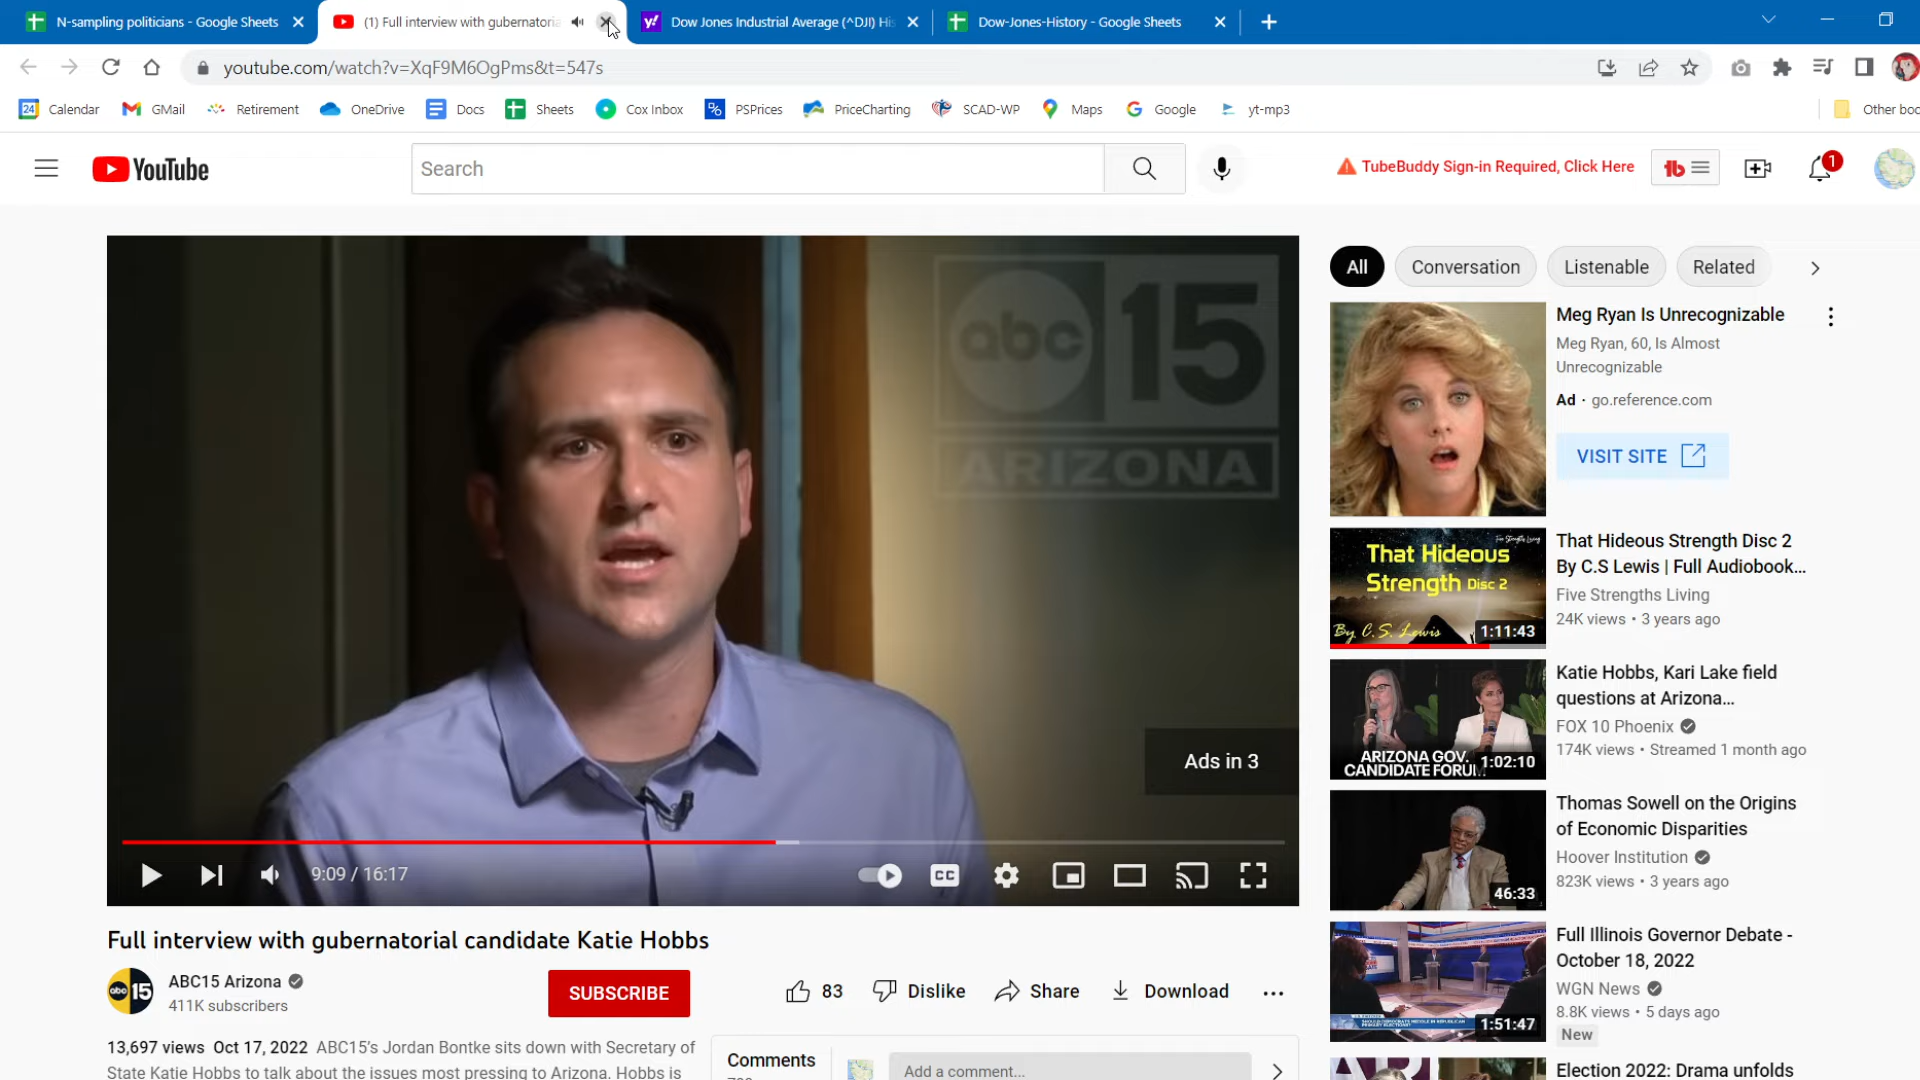 N-sampling politicians - Google Sheets
(1) Full interview with gubernatoria
Dow Jones Industrial Average (^DJI) His
Dow-Jones-History - Google Sheets
youtube.com/watch?v=XqF9M6OgPms&t=547s
24 Calendar
GMail
Retirement
OneDrive
Docs
Sheets
Cox Inbox
PSPrices
PriceCharting
SCAD-WP
Maps
Google
yt-mp3
Other boo
YouTube
Search
TubeBuddy Sign-in Required, Click Here
tb
1
abc 15
ARIZONA
Ads in 3
9:09 / 16:17
CC
Full interview with gubernatorial candidate Katie Hobbs
abc 15
ABC15 Arizona
411K subscribers
SUBSCRIBE
83
Dislike
Share
Download
13,697 views Oct 17, 2022 ABC15's Jordan Bontke sits down with Secretary of
State Katie Hobbs to talk about the issues most pressing to Arizona. Hobbs is
Comments
Add a comment...
All
Conversation
Listenable
Related
Meg Ryan Is Unrecognizable
Meg Ryan, 60, Is Almost
Unrecognizable
Ad · go.reference.com
VISIT SITE
Five Strengths Living
That Hideous
Strength Disc 2
By C.S. Lewis
1:11:43
That Hideous Strength Disc 2
By C.S Lewis | Full Audiobook...
Five Strengths Living
24K views • 3 years ago
ARIZONA GOV.
CANDIDATE FORU
1:02:10
Katie Hobbs, Kari Lake field
questions at Arizona...
FOX 10 Phoenix
174K views • Streamed 1 month ago
46:33
Thomas Sowell on the Origins
of Economic Disparities
Hoover Institution
823K views • 3 years ago
1:51:47
Full Illinois Governor Debate -
October 18, 2022
WGN News
8.8K views • 5 days ago
New
Election 2022: Drama unfolds